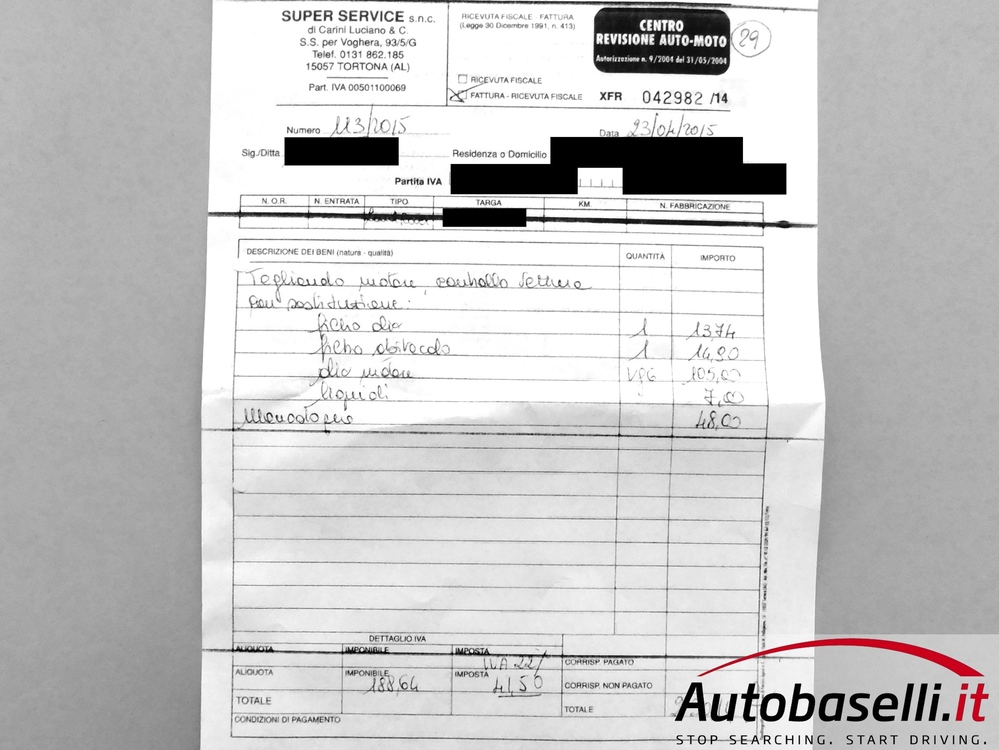 SUPER SERVICE s.n.c.
di Carini Luciano & C.
S.S. per Voghera, 93/5/G
Telef. 0131 862.185
15057 TORTONA (AL)
Part. IVA 00501100069
RICEVUTA FISCALE - FATTURA
(Legge 30 Dicembre 1991, n. 413)
RICEVUTA FISCALE
FATTURA - RICEVUTA FISCALE
CENTRO
REVISIONE AUTO-MOTO
Autorizzazione n. 9/2004 del 31/05/2004
29
XFR 042982 /14
Numero 113/2015
Data 23/04/2015
Sig./Ditta
Residenza o Domicilio
Partita IVA
N. O.R. N. ENTRATA TIPO TARGA KM. N. FABBRICAZIONE
DESCRIZIONE DEI BENI (natura - qualità) QUANTITÀ IMPORTO
Tagliando motore, controllo vettura
con sostituzione:
filtro olio 1 13,74
filtro abitacolo 1 14,90
olio motore 105,00
liquidi 7,00
Manodopera 48,00
DETTAGLIO IVA
ALIQUOTA IMPONIBILE IMPOSTA
IVA 22%
CORRISP. PAGATO
ALIQUOTA IMPONIBILE IMPOSTA
188,64 41,50
CORRISP. NON PAGATO
TOTALE
TOTALE
CONDIZIONI DI PAGAMENTO
Autobaselli.it
STOP SEARCHING. START DRIVING.